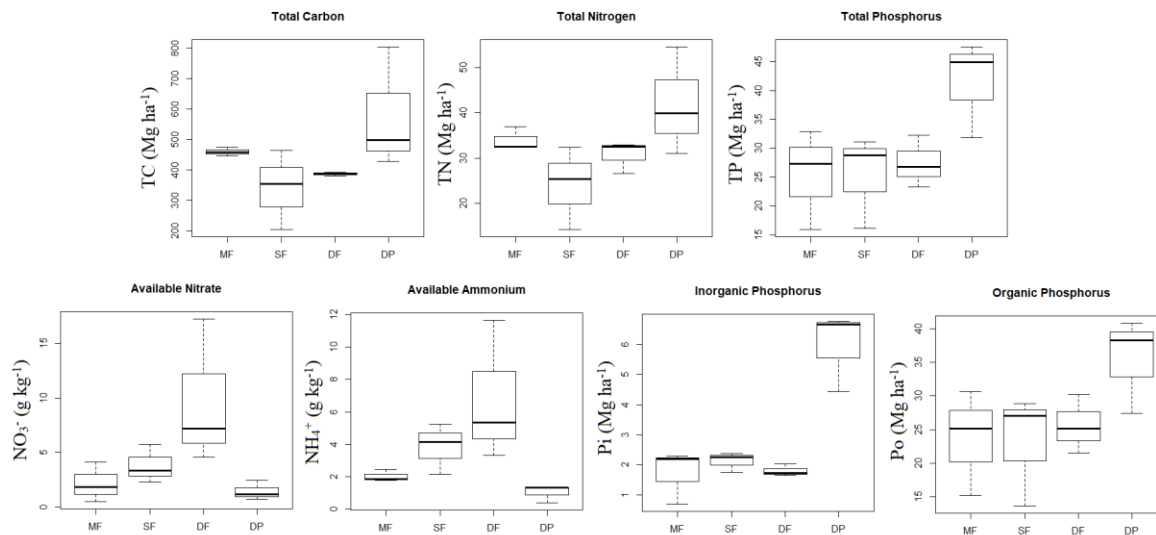 Total Carbon
TC (Mg ha⁻¹)
800
700
600
500
400
300
200
MF SF DF DP
Total Nitrogen
TN (Mg ha⁻¹)
50
40
30
20
MF SF DF DP
Total Phosphorus
TP (Mg ha⁻¹)
45
40
35
30
25
20
15
MF SF DF DP
Available Nitrate
NO₃⁻ (g kg⁻¹)
15
10
5
0
MF SF DF DP
Available Ammonium
NH₄⁺ (g kg⁻¹)
12
10
8
6
4
2
0
MF SF DF DP
Inorganic Phosphorus
Pi (Mg ha⁻¹)
6
5
4
3
2
1
MF SF DF DP
Organic Phosphorus
Po (Mg ha⁻¹)
40
35
30
25
20
15
MF SF DF DP